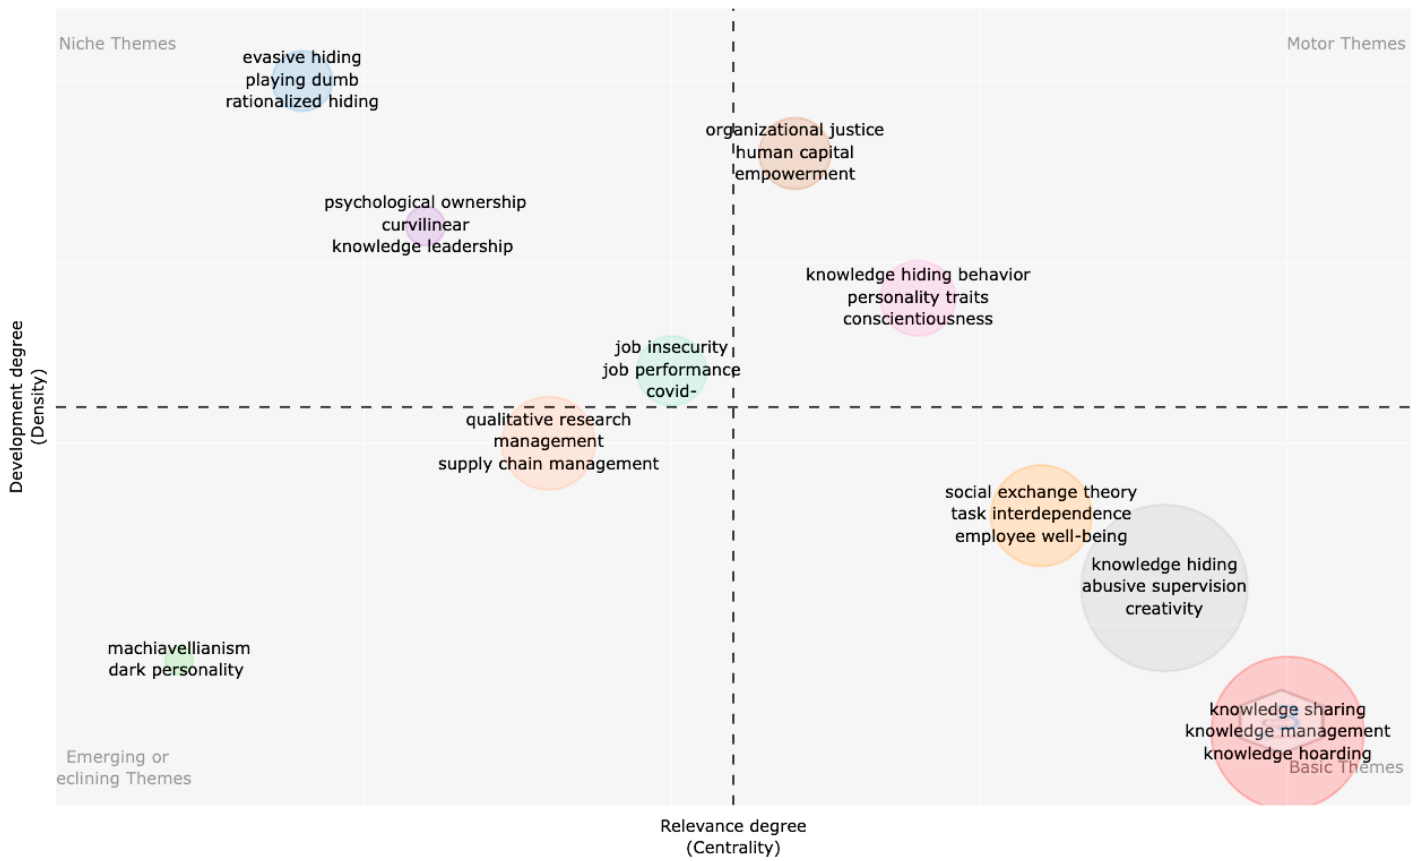 Niche Themes
Motor Themes
evasive hiding
playing dumb
rationalized hiding
organizational justice
human capital
empowerment
psychological ownership
curvilinear
knowledge leadership
knowledge hiding behavior
personality traits
conscientiousness
job insecurity
job performance
covid-
qualitative research
management
supply chain management
social exchange theory
task interdependence
employee well-being
knowledge hiding
abusive supervision
creativity
machiavellianism
dark personality
knowledge sharing
knowledge management
knowledge hoarding
Emerging or
eclining Themes
Basic Themes
Development degree
(Density)
Relevance degree
(Centrality)